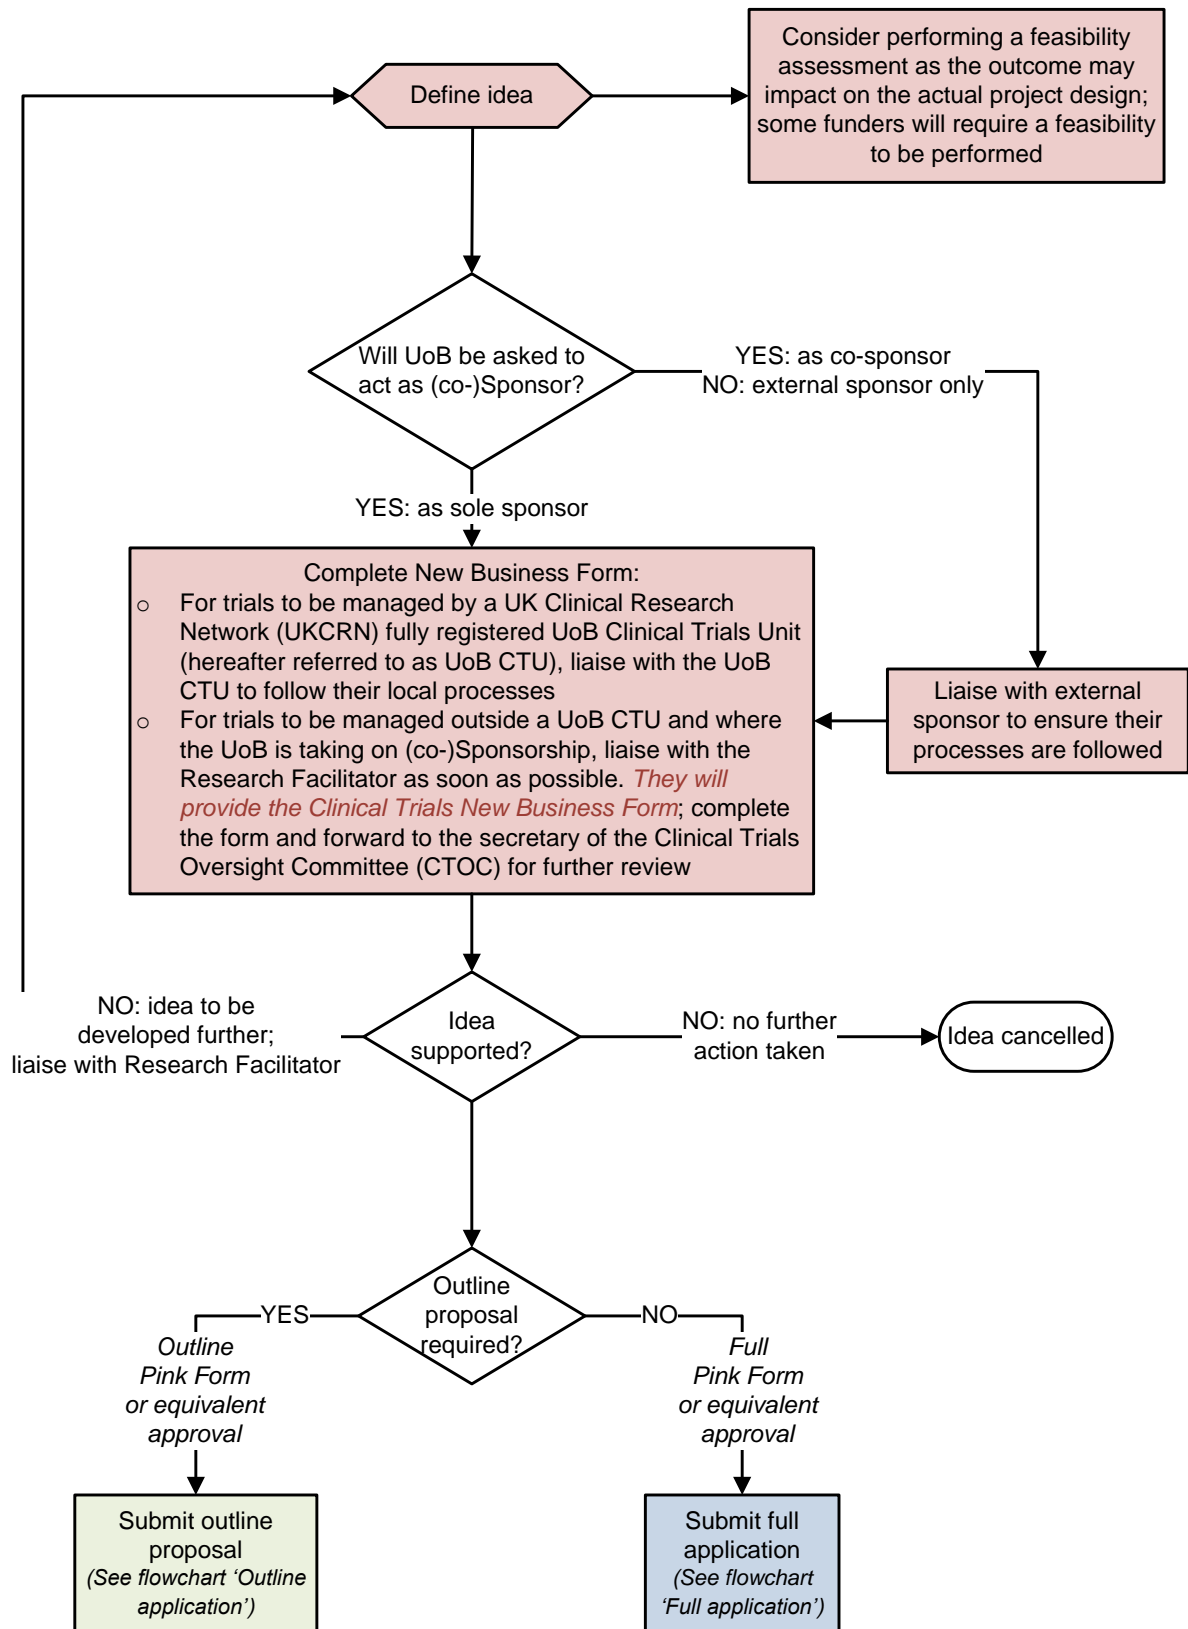 Define idea
Consider performing a feasibility
assessment as the outcome may
impact on the actual project design;
some funders will require a feasibility
to be performed
Will UoB be asked to
act as (co-)Sponsor?
YES: as co-sponsor
NO: external sponsor only
YES: as sole sponsor
Complete New Business Form:
o For trials to be managed by a UK Clinical Research
Network (UKCRN) fully registered UoB Clinical Trials Unit
(hereafter referred to as UoB CTU), liaise with the UoB
CTU to follow their local processes
o For trials to be managed outside a UoB CTU and where
the UoB is taking on (co-)Sponsorship, liaise with the
Research Facilitator as soon as possible. They will
provide the Clinical Trials New Business Form; complete
the form and forward to the secretary of the Clinical Trials
Oversight Committee (CTOC) for further review
Liaise with external
sponsor to ensure their
processes are followed
NO: idea to be
developed further;
liaise with Research Facilitator
Idea
supported?
NO: no further
action taken
Idea cancelled
Outline
proposal
required?
YES
NO
Outline
Pink Form
or equivalent
approval
Full
Pink Form
or equivalent
approval
Submit outline
proposal
(See flowchart ‘Outline
application’)
Submit full
application
(See flowchart
‘Full application’)